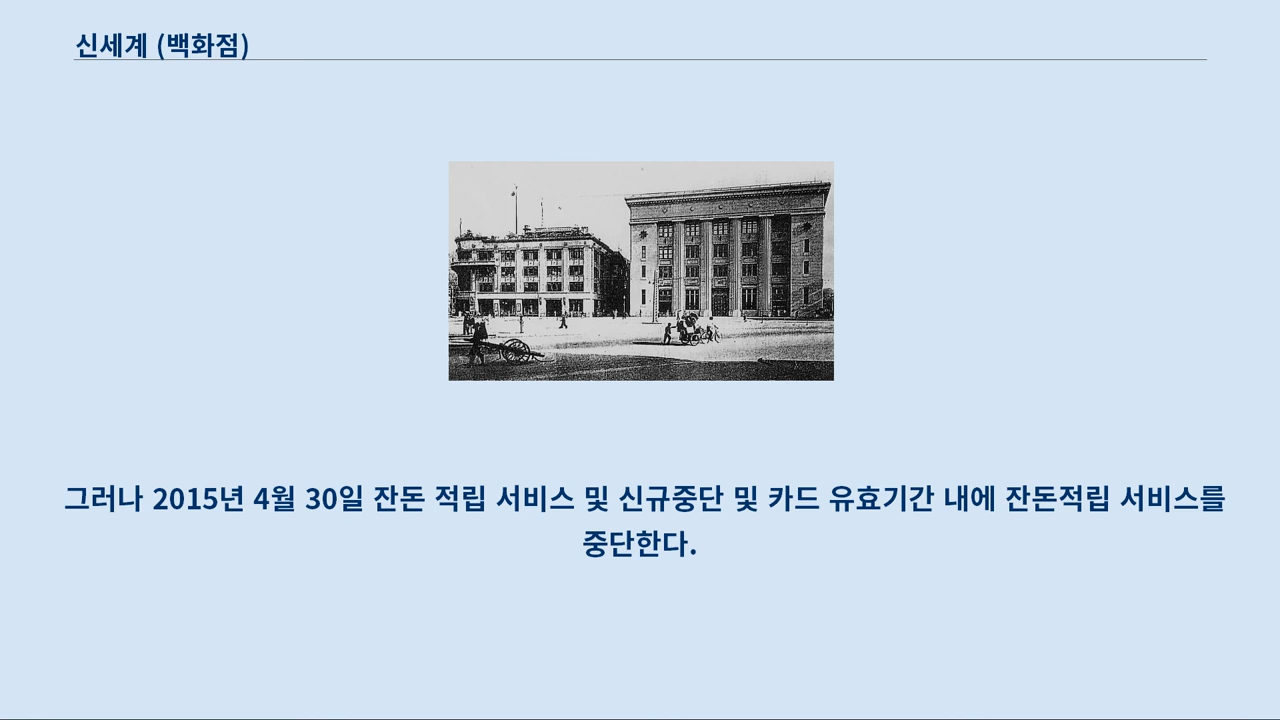 신세계 (백화점)
그러나 2015년 4월 30일 잔돈 적립 서비스 및 신규중단 및 카드 유효기간 내에 잔돈적립 서비스를
중단한다.